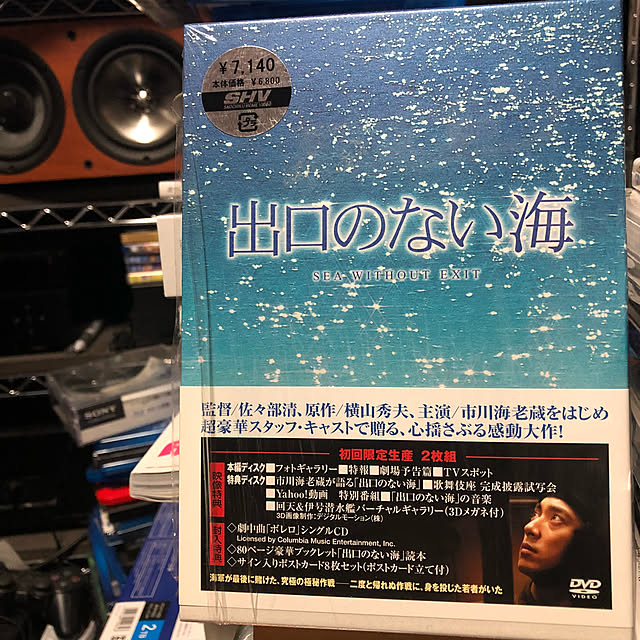 ¥7,140
本体価格 ¥6,800
SHV
出口のない海
SEA WITHOUT EXIT
監督/佐々部清、原作/横山秀夫、主演/市川海老蔵をはじめ
超豪華スタッフ・キャストで贈る、心揺さぶる感動大作!
初回限定生産 2枚組
映像特典
本編ディスク■フォトギャラリー■特報■劇場予告篇■TVスポット
特典ディスク■市川海老蔵が語る「出口のない海」■歌舞伎座 完成披露試写会
■Yahoo!動画 特別番組■「出口のない海」の音楽
■回天&伊号潜水艦バーチャルギャラリー(3Dメガネ付)
3D画像制作:デジタルモーション(株)
封入特典
◇劇中曲「ボレロ」シングルCD
Licensed by Columbia Music Entertainment, Inc.
◇80ページ豪華ブックレット「出口のない海」読本
◇サイン入りポストカード8枚セット(ポストカード立て付)
海軍が最後に賭けた、究極の極秘作戦——二度と帰れぬ作戦に、身を投じた若者がいた
DVD
VIDEO
SONY
2TB